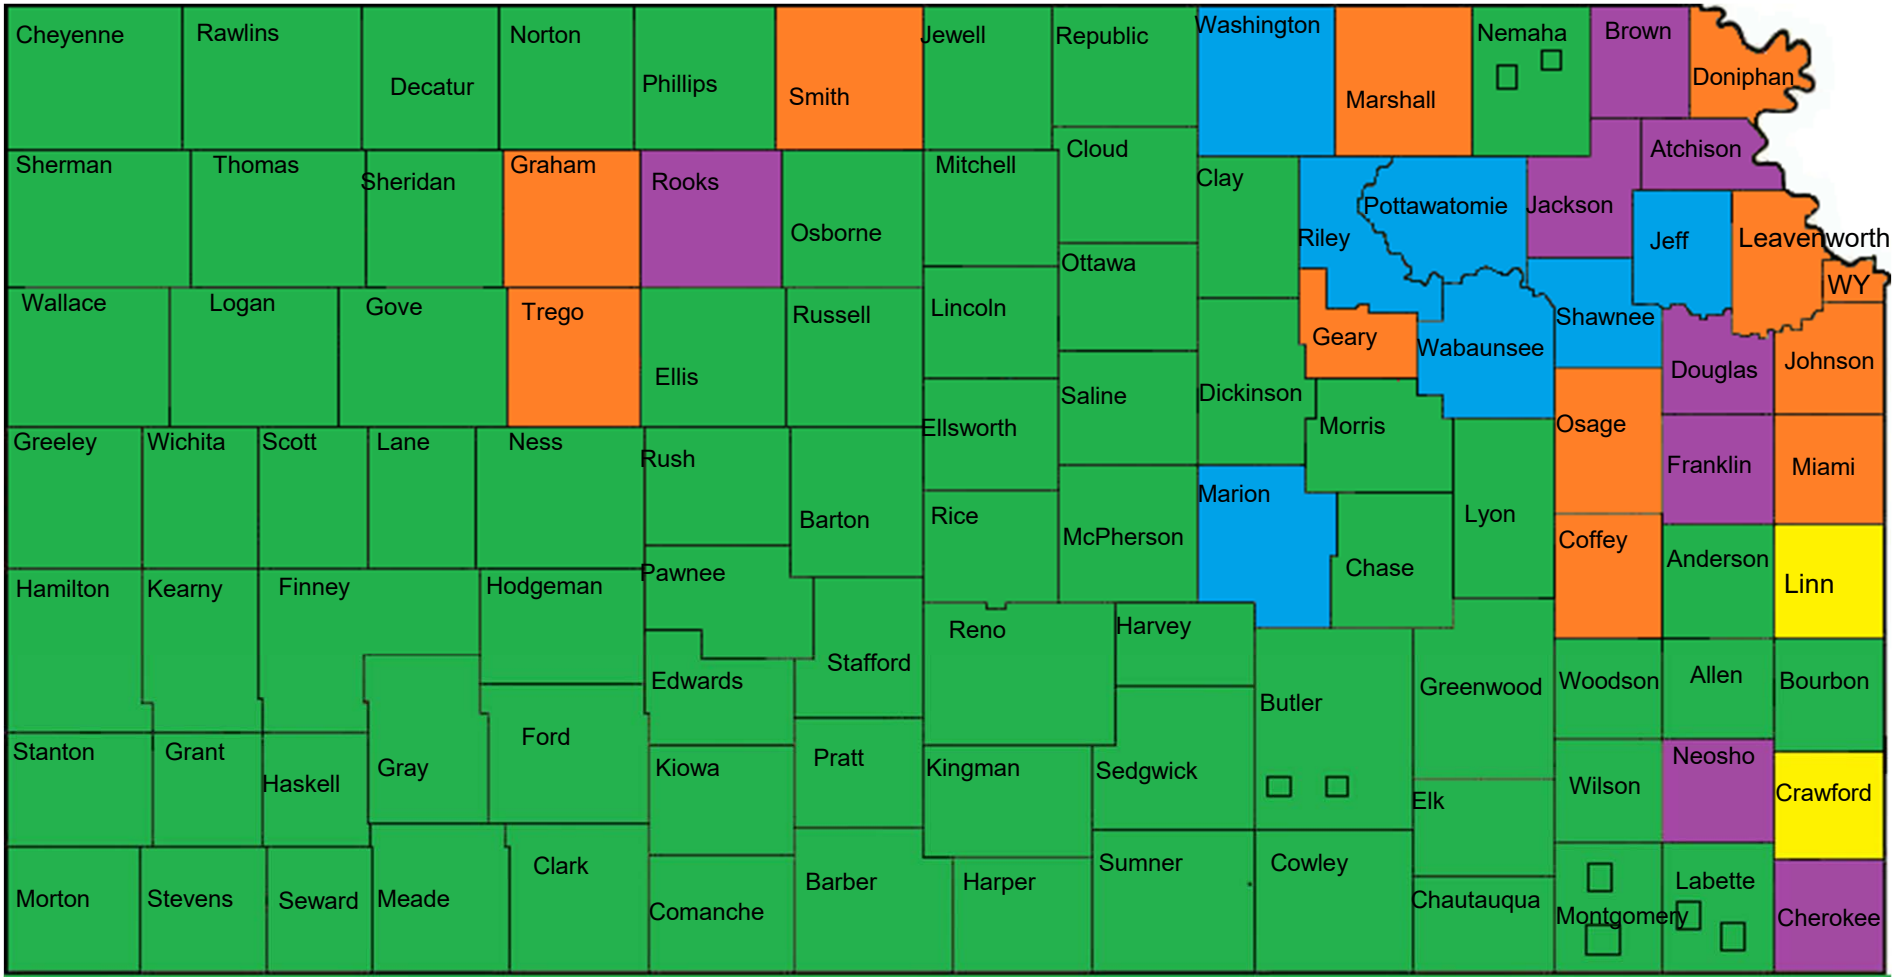 Cheyenne
Rawlins
Decatur
Norton
Phillips
Smith
Jewell
Republic
Washington
Marshall
Nemaha
Brown
Doniphan
Sherman
Thomas
Sheridan
Graham
Rooks
Osborne
Mitchell
Cloud
Clay
Riley
Pottawatomie
Jackson
Atchison
Jeff
Leavenworth
WY
Wallace
Logan
Gove
Trego
Ellis
Russell
Lincoln
Ottawa
Saline
Dickinson
Geary
Wabaunsee
Shawnee
Douglas
Johnson
Greeley
Wichita
Scott
Lane
Ness
Rush
Barton
Ellsworth
Rice
McPherson
Marion
Morris
Chase
Lyon
Osage
Franklin
Miami
Coffey
Anderson
Linn
Hamilton
Kearny
Finney
Hodgeman
Pawnee
Edwards
Stafford
Reno
Harvey
Butler
Greenwood
Woodson
Allen
Bourbon
Stanton
Grant
Haskell
Gray
Ford
Kiowa
Pratt
Kingman
Sedgwick
Elk
Wilson
Neosho
Crawford
Morton
Stevens
Seward
Meade
Clark
Comanche
Barber
Harper
Sumner
Cowley
Chautauqua
Montgomery
Labette
Cherokee